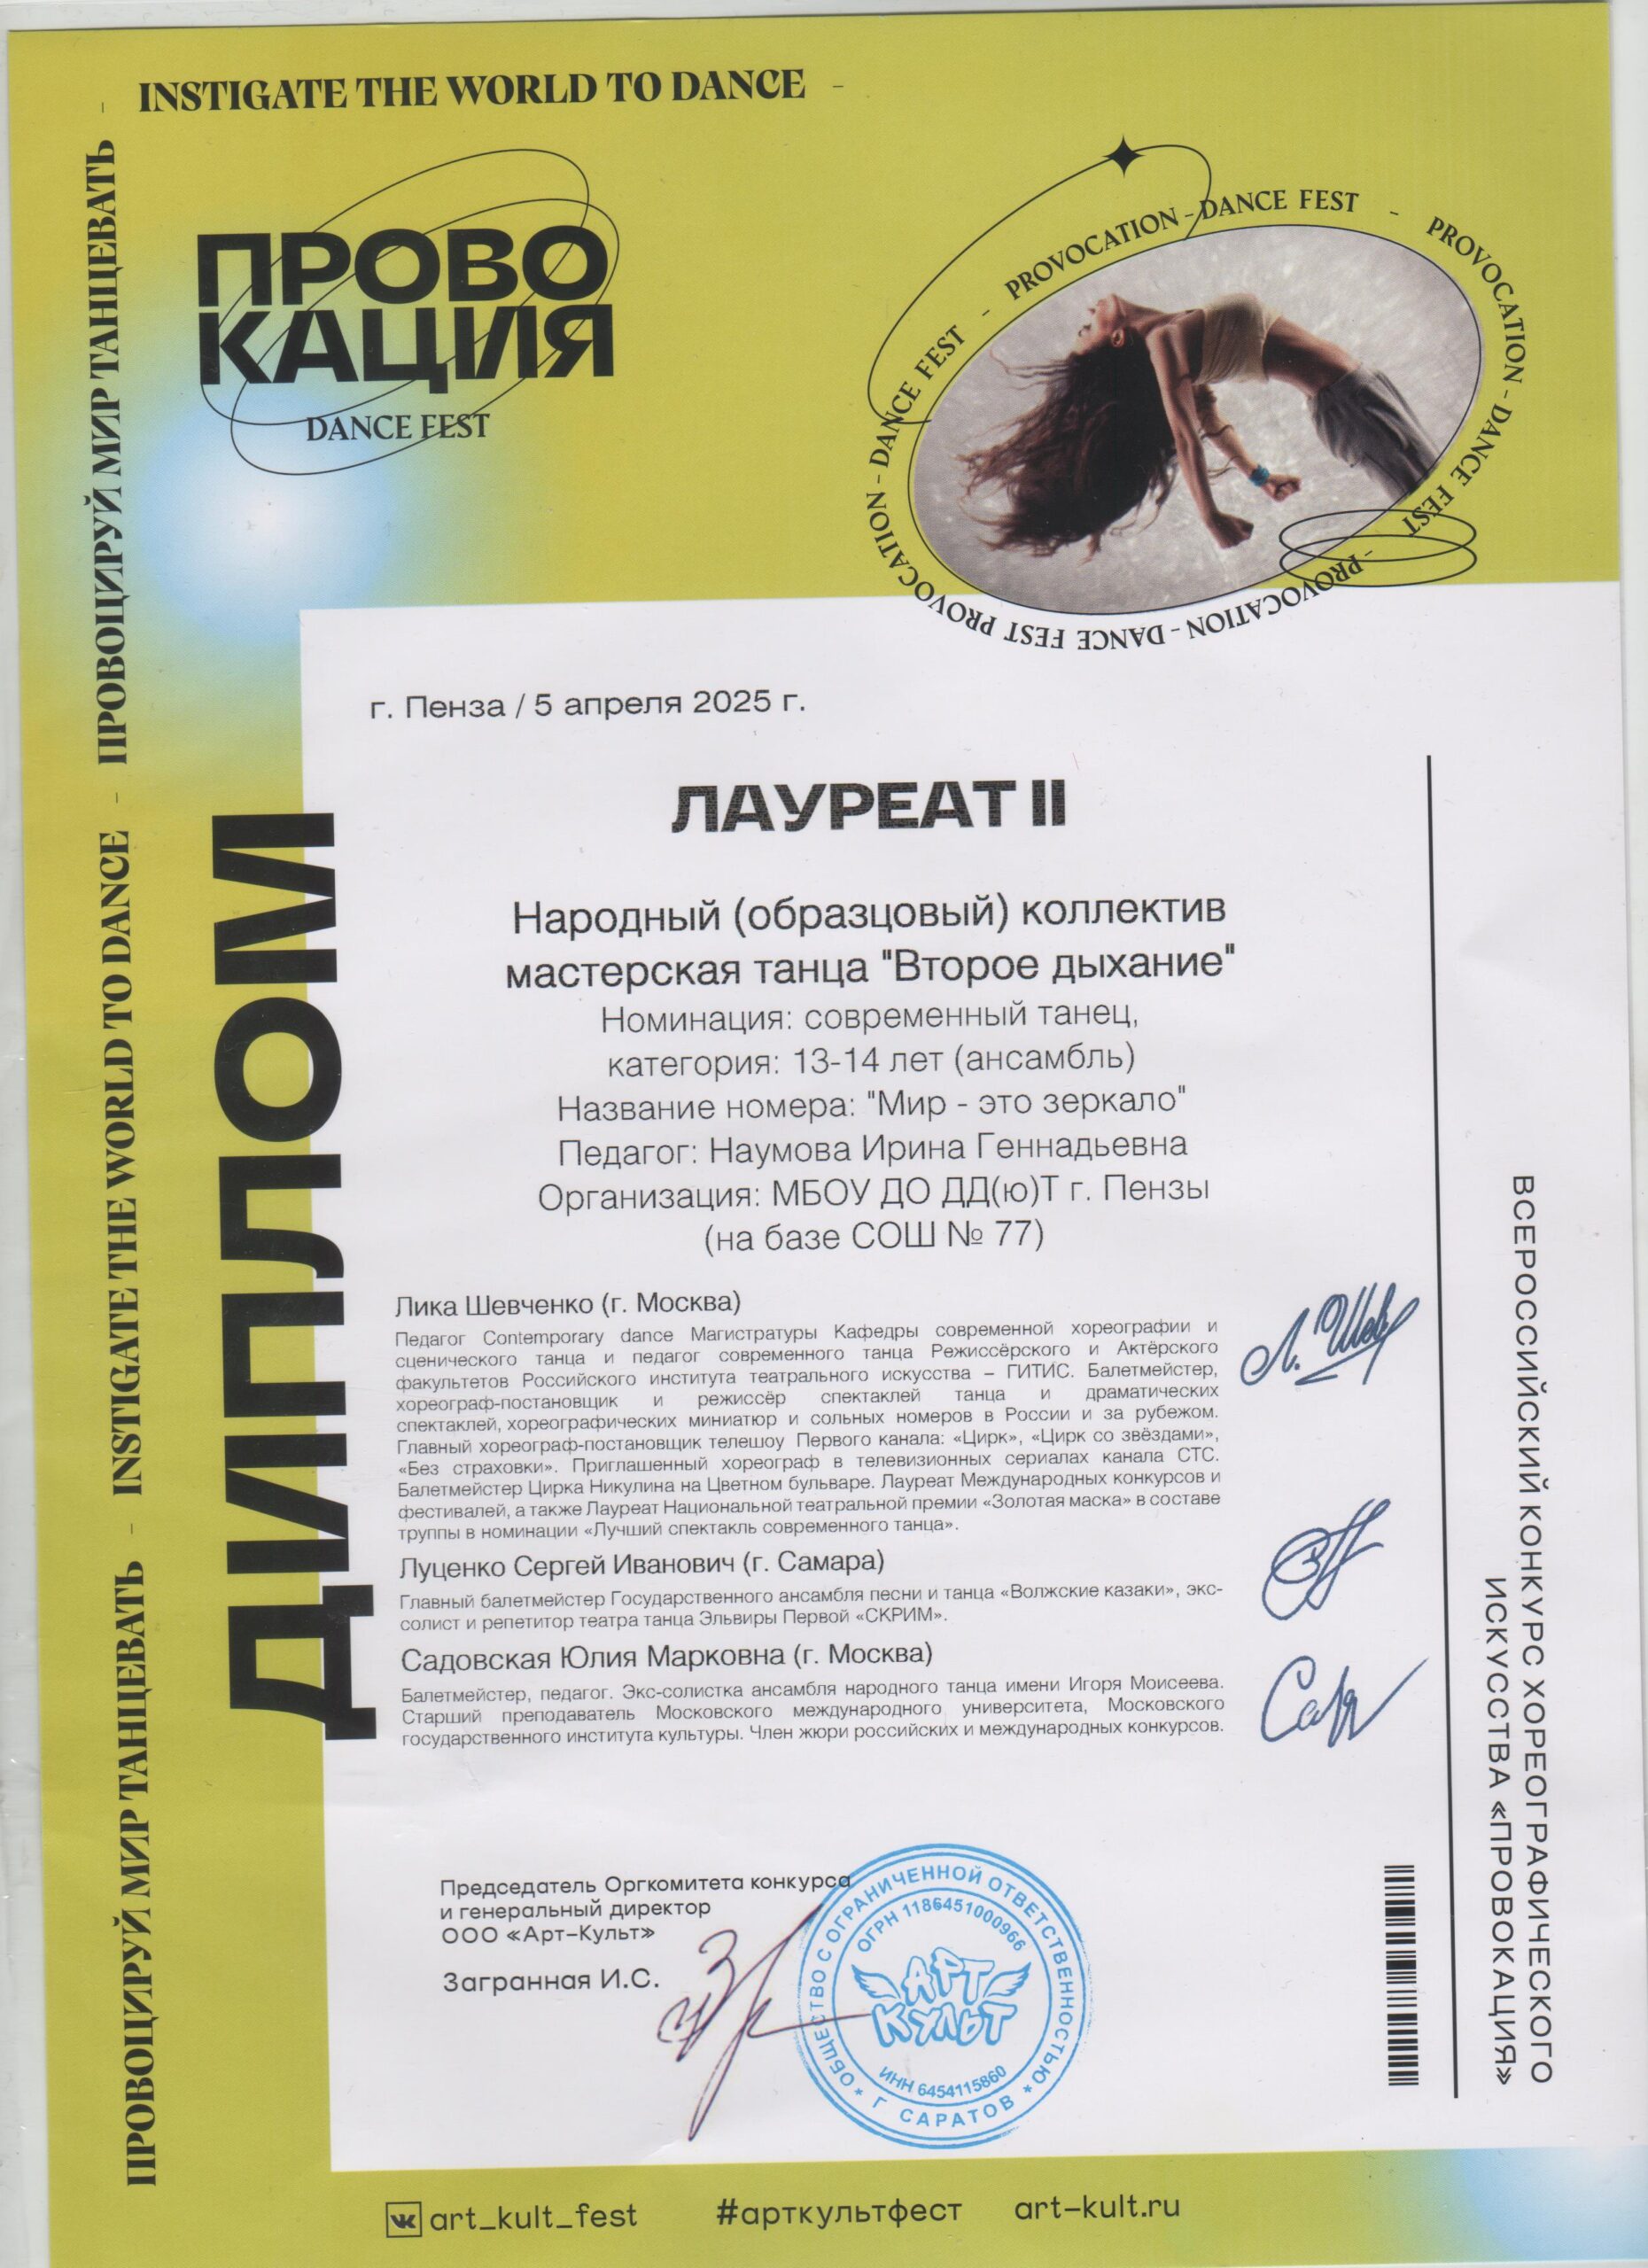 INSTIGATE THE WORLD TO DANCE -
ПРОВОЦИРУЙ МИР ТАНЦЕВАТЬ - INSTIGATE THE WORLD TO DANCE - ПРОВОЦИРУЙ МИР ТАНЦЕВАТЬ -
ПРОВО
КАЦИЯ
DANCE FEST
PROVOCATION - DANCE FEST - PROVOCATION - DANCE FEST - PROVOCATION - DANCE FEST PROVOCATION - DANCE FEST -
ДИПЛОМ
г. Пенза / 5 апреля 2025 г.
ЛАУРЕАТ II
Народный (образцовый) коллектив
мастерская танца "Второе дыхание"
Номинация: современный танец,
категория: 13-14 лет (ансамбль)
Название номера: "Мир - это зеркало"
Педагог: Наумова Ирина Геннадьевна
Организация: МБОУ ДО ДД(ю)Т г. Пензы
(на базе СОШ № 77)
Лика Шевченко (г. Москва)
Педагог Contemporary dance Магистратуры Кафедры современной хореографии и
сценического танца и педагог современного танца Режиссёрского и Актёрского
факультетов Российского института театрального искусства – ГИТИС. Балетмейстер,
хореограф-постановщик и режиссёр спектаклей танца и драматических
спектаклей, хореографических миниатюр и сольных номеров в России и за рубежом.
Главный хореограф-постановщик телешоу Первого канала: «Цирк», «Цирк со звёздами»,
«Без страховки». Приглашенный хореограф в телевизионных сериалах канала СТС.
Балетмейстер Цирка Никулина на Цветном бульваре. Лауреат Международных конкурсов и
фестивалей, а также Лауреат Национальной театральной премии «Золотая маска» в составе
труппы в номинации «Лучший спектакль современного танца».
Луценко Сергей Иванович (г. Самара)
Главный балетмейстер Государственного ансамбля песни и танца «Волжские казаки», экс-
солист и репетитор театра танца Эльвиры Первой «СКРИМ».
Садовская Юлия Марковна (г. Москва)
Балетмейстер, педагог. Экс-солистка ансамбля народного танца имени Игоря Моисеева.
Старший преподаватель Московского международного университета, Московского
государственного института культуры. Член жюри российских и международных конкурсов.
ВСЕРОССИЙСКИЙ КОНКУРС ХОРЕОГРАФИЧЕСКОГО
ИСКУССТВА «ПРОВОКАЦИЯ»
Председатель Оргкомитета конкурса
и генеральный директор
ООО «Арт-Культ»
Загранная И.С.
ОБЩЕСТВО С ОГРАНИЧЕННОЙ ОТВЕТСТВЕННОСТЬЮ
* Г САРАТОВ *
ОГРН 1186451000966
АРТ
КУЛЬТ
ИНН 6454115860
art_kult_fest #арткультфест art-kult.ru